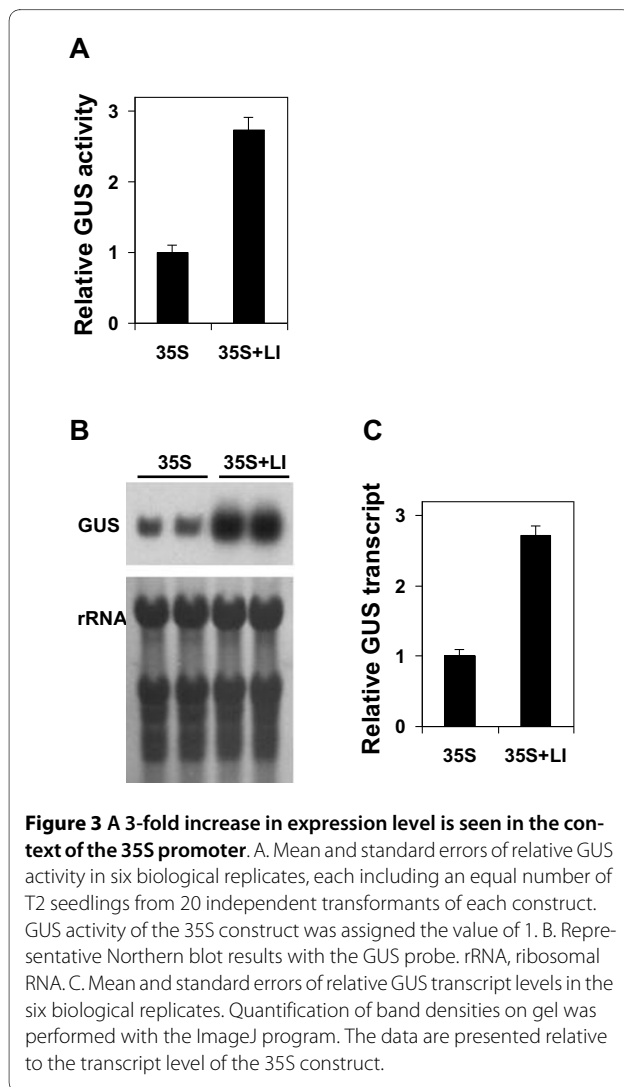 A
Relative GUS activity
3
2
1
0
35S 35S+LI
B
35S 35S+LI
GUS
rRNA
C
Relative GUS transcript
3
2
1
0
35S 35S+LI
Figure 3 A 3-fold increase in expression level is seen in the con-
text of the 35S promoter. A. Mean and standard errors of relative GUS
activity in six biological replicates, each including an equal number of
T2 seedlings from 20 independent transformants of each construct.
GUS activity of the 35S construct was assigned the value of 1. B. Repre-
sentative Northern blot results with the GUS probe. rRNA, ribosomal
RNA. C. Mean and standard errors of relative GUS transcript levels in the
six biological replicates. Quantification of band densities on gel was
performed with the ImageJ program. The data are presented relative
to the transcript level of the 35S construct.